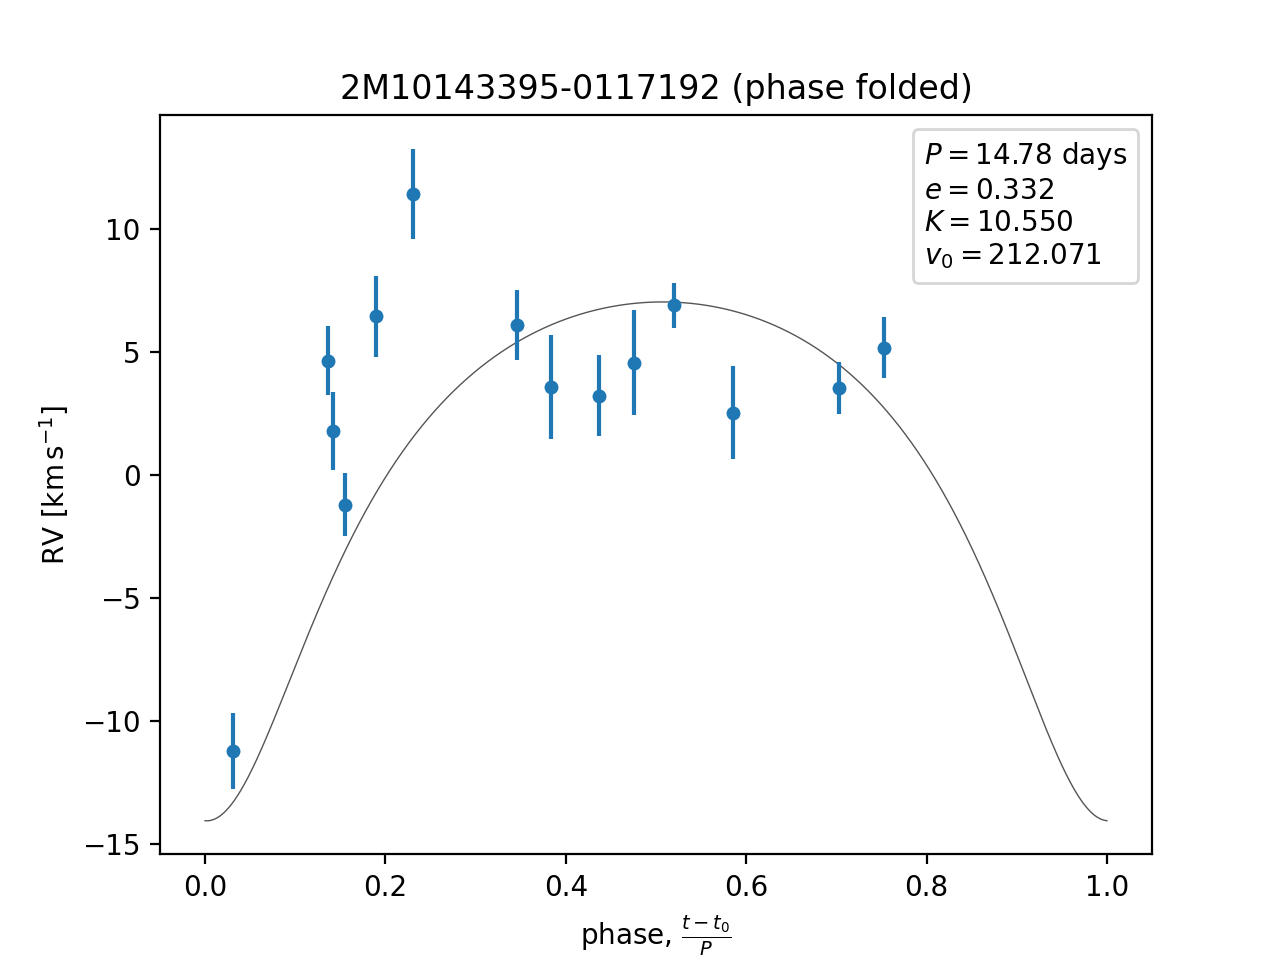 2M10143395-0117192 (phase folded)
P = 14.78 days
e = 0.332
K = 10.550
v₀ = 212.071
RV [km s⁻¹]
10
5
0
−5
−10
−15
0.0 0.2 0.4 0.6 0.8 1.0
phase, (t − t₀)/P